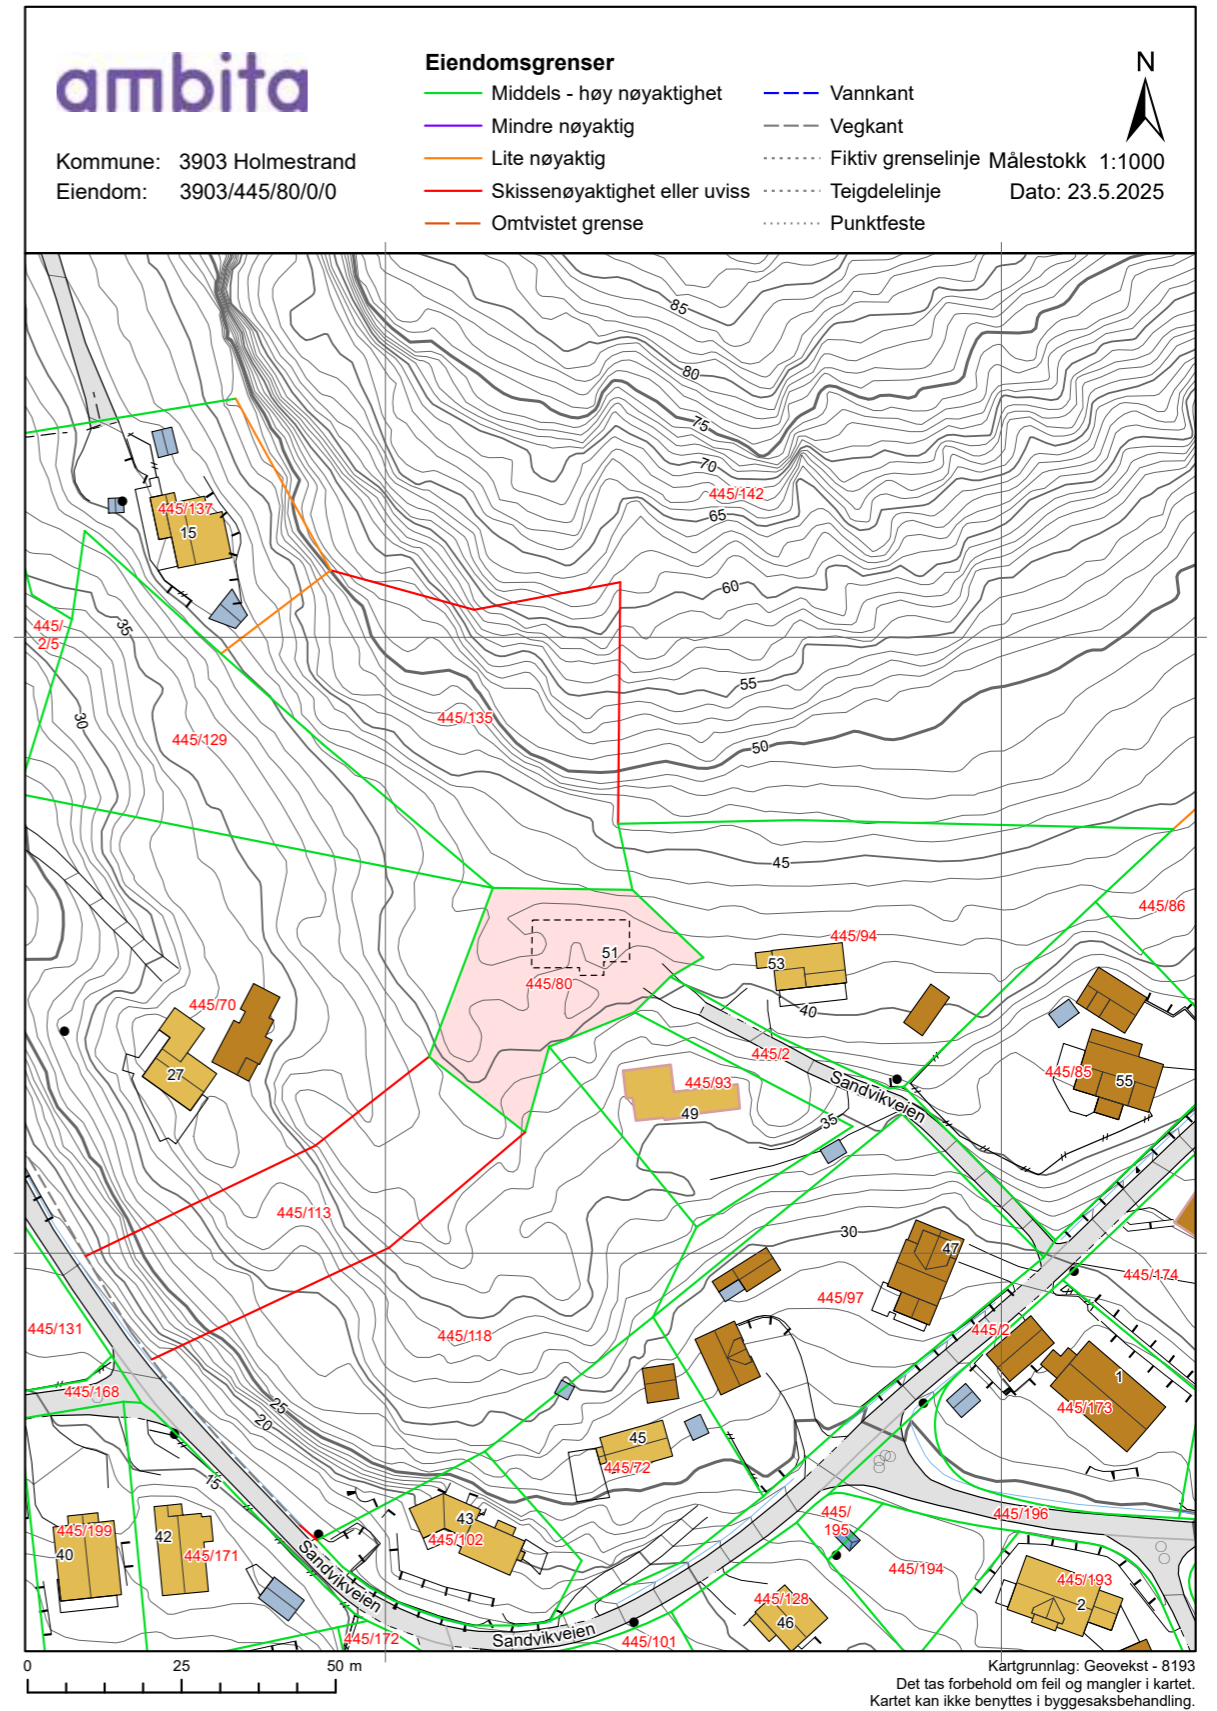 ambita
Kommune: 3903 Holmestrand
Eiendom: 3903/445/80/0/0
Eiendomsgrenser
Middels - høy nøyaktighet
Mindre nøyaktig
Lite nøyaktig
Skissenøyaktighet eller uviss
Omtvistet grense
Vannkant
Vegkant
Fiktiv grenselinje
Teigdelelinje
Punktfeste
N
Målestokk 1:1000
Dato: 23.5.2025
85
80
75
70
445/142
65
445/137
15
60
35
445/
2/5
55
445/135
30
445/129
50
45
445/86
51
445/94
53
445/80
445/70
40
445/2
27
445/93
49
Sandvikveien
445/85
55
35
445/113
30
47
445/174
445/97
445/131
445/118
445/2
1
445/168
25
20
445/173
45
445/72
15
43
445/102
445/
195
445/196
445/199
40
42
445/171
445/194
445/193
2
Sandvikveien
445/128
46
445/172
Sandvikveien
445/101
0 25 50 m
Kartgrunnlag: Geovekst - 8193
Det tas forbehold om feil og mangler i kartet.
Kartet kan ikke benyttes i byggesaksbehandling.